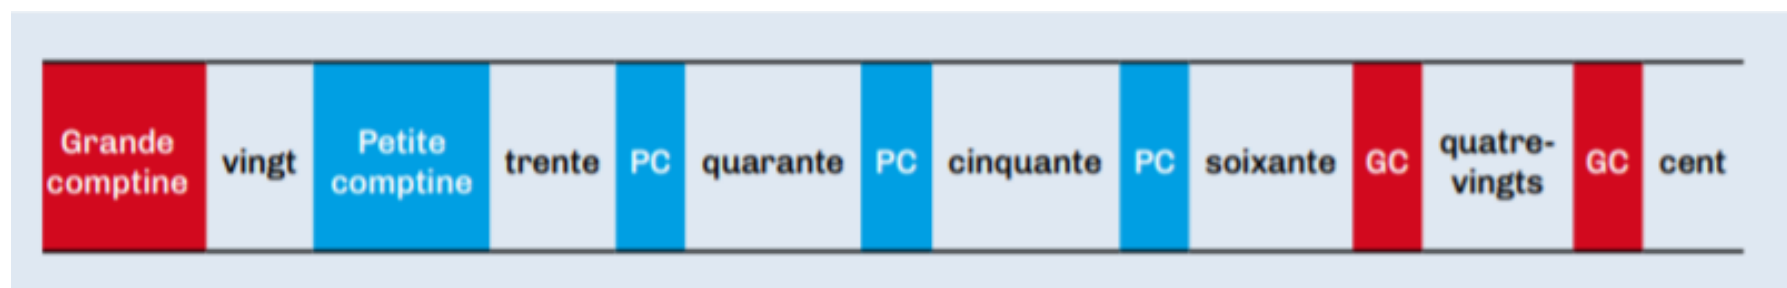 Grande
comptine
vingt
Petite
comptine
trente
PC
quarante
PC
cinquante
PC
soixante
GC
quatre-
vingts
GC
cent